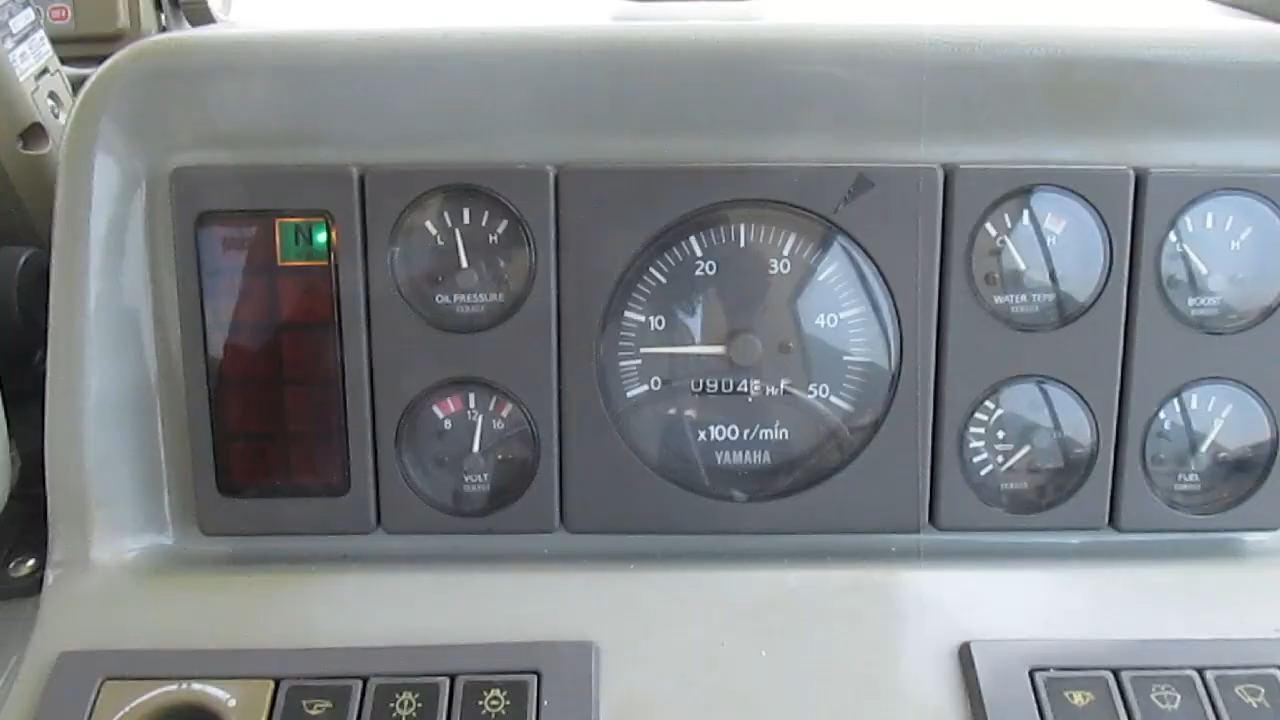 N
L H
OIL PRESSURE
8 12 16
VOLT
0 10 20 30 40 50
0904
Hr
x100 r/min
YAMAHA
C H
WATER TEMP
+
-
L H
BOOST
E F
FUEL